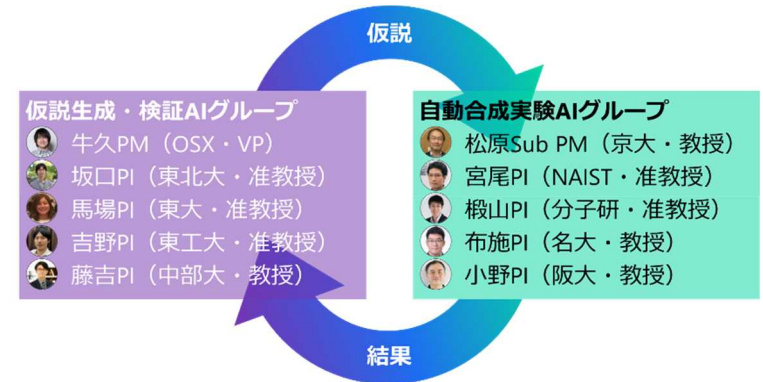 仮説
仮説生成・検証AIグループ
牛久PM（OSX・VP）
坂口PI（東北大・准教授）
馬場PI（東大・准教授）
吉野PI（東工大・准教授）
藤吉PI（中部大・教授）
自動合成実験AIグループ
松原Sub PM（京大・教授）
宮尾PI（NAIST・准教授）
椴山PI（分子研・准教授）
布施PI（名大・教授）
小野PI（阪大・教授）
結果